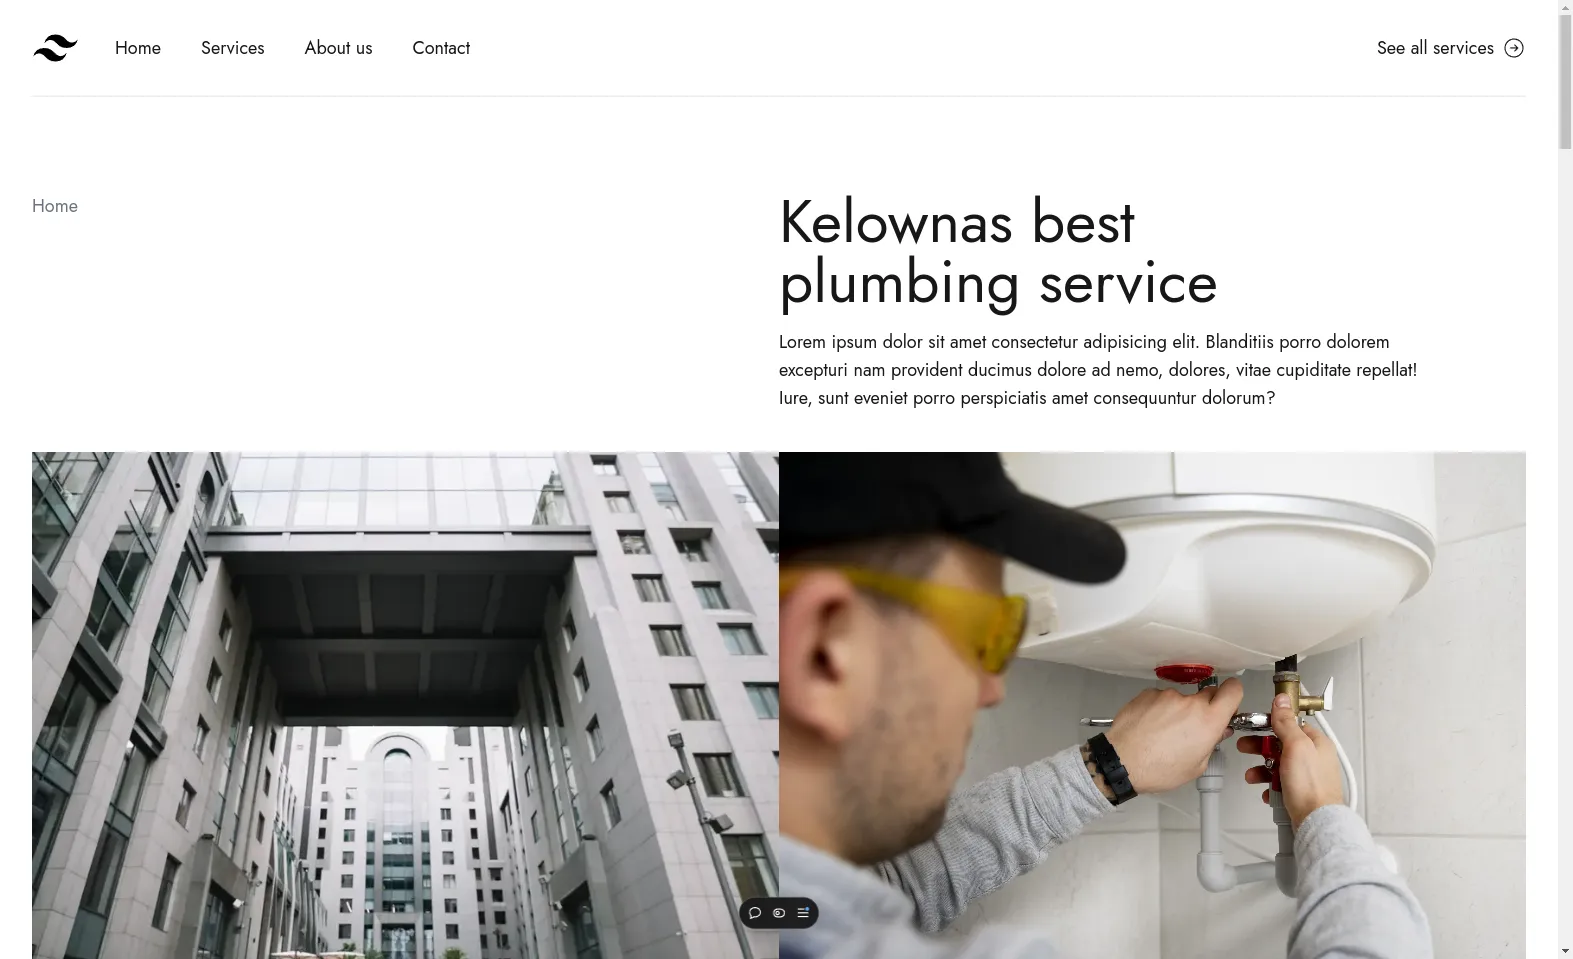 Home
Services
About us
Contact
See all services
Home
Kelownas best
plumbing service
Lorem ipsum dolor sit amet consectetur adipisicing elit. Blanditiis porro dolorem
excepturi nam provident ducimus dolore ad nemo, dolores, vitae cupiditate repellat!
Iure, sunt eveniet porro perspiciatis amet consequuntur dolorum?